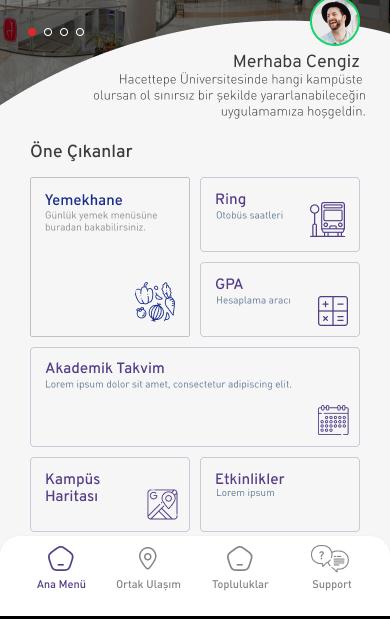 Merhaba Cengiz
Hacettepe Üniversitesinde hangi kampüste
olursan ol sınırsız bir şekilde yararlanabileceğin
uygulamamıza hoşgeldin.
Öne Çıkanlar
Yemekhane
Günlük yemek menüsüne
buradan bakabilirsiniz.
Ring
Otobüs saatleri
GPA
Hesaplama aracı
Akademik Takvim
Lorem ipsum dolor sit amet, consectetur adipiscing elit.
Kampüs
Haritası
G
Etkinlikler
Lorem ipsum
Ana Menü
Ortak Ulaşım
Topluluklar
Support